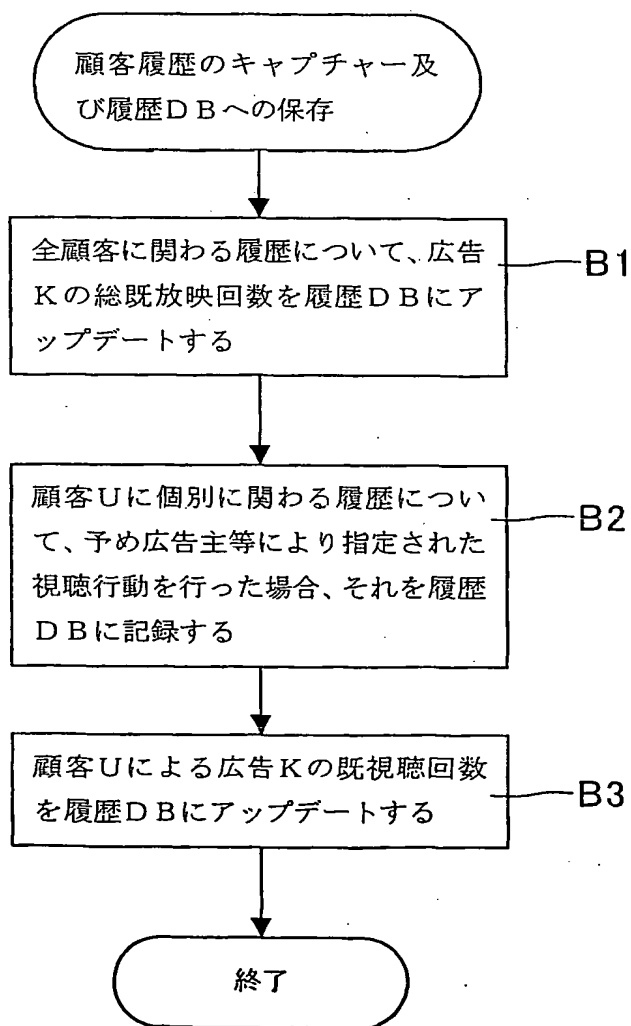 顧客履歴のキャプチャー及
び履歴DBへの保存
全顧客に関わる履歴について、広告
Kの総既放映回数を履歴DBにア
ップデートする
B1
顧客Uに個別に関わる履歴につい
て、予め広告主等により指定された
視聴行動を行った場合、それを履歴
DBに記録する
B2
顧客Uによる広告Kの既視聴回数
を履歴DBにアップデートする
B3
終了